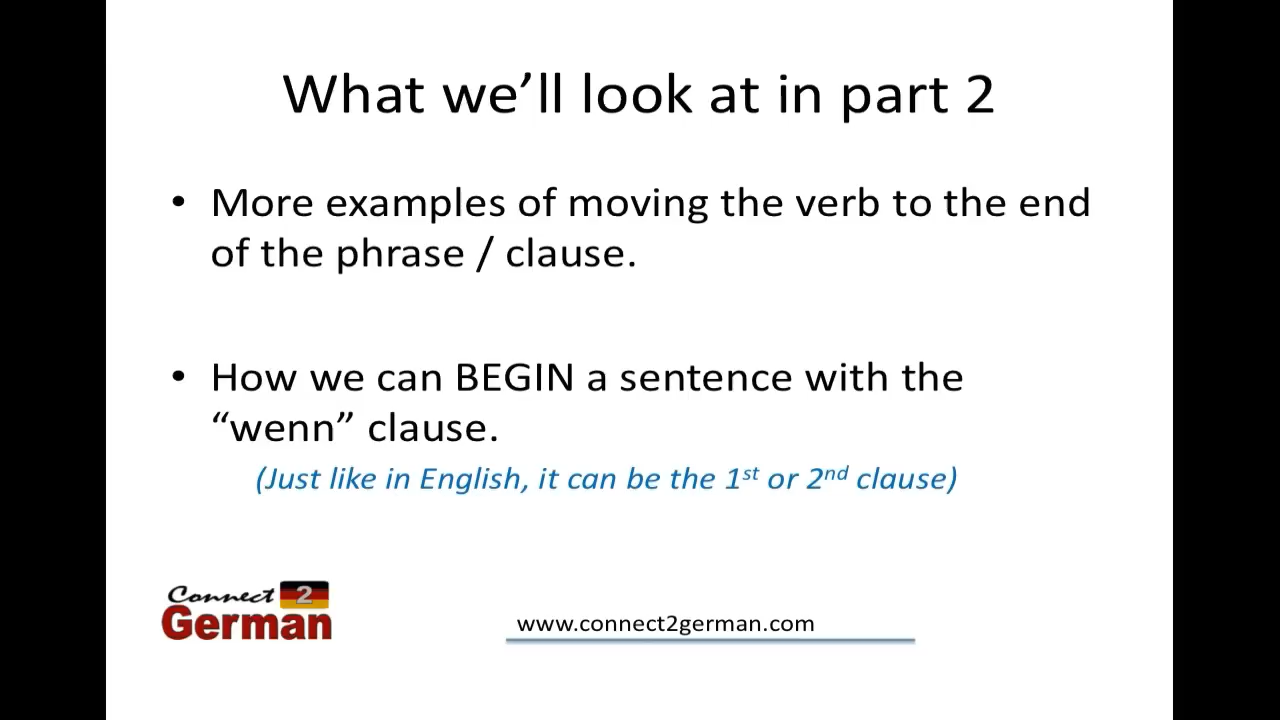 What we’ll look at in part 2
• More examples of moving the verb to the end
of the phrase / clause.
• How we can BEGIN a sentence with the
“wenn” clause.
(Just like in English, it can be the 1st or 2nd clause)
Connect 2
German
www.connect2german.com